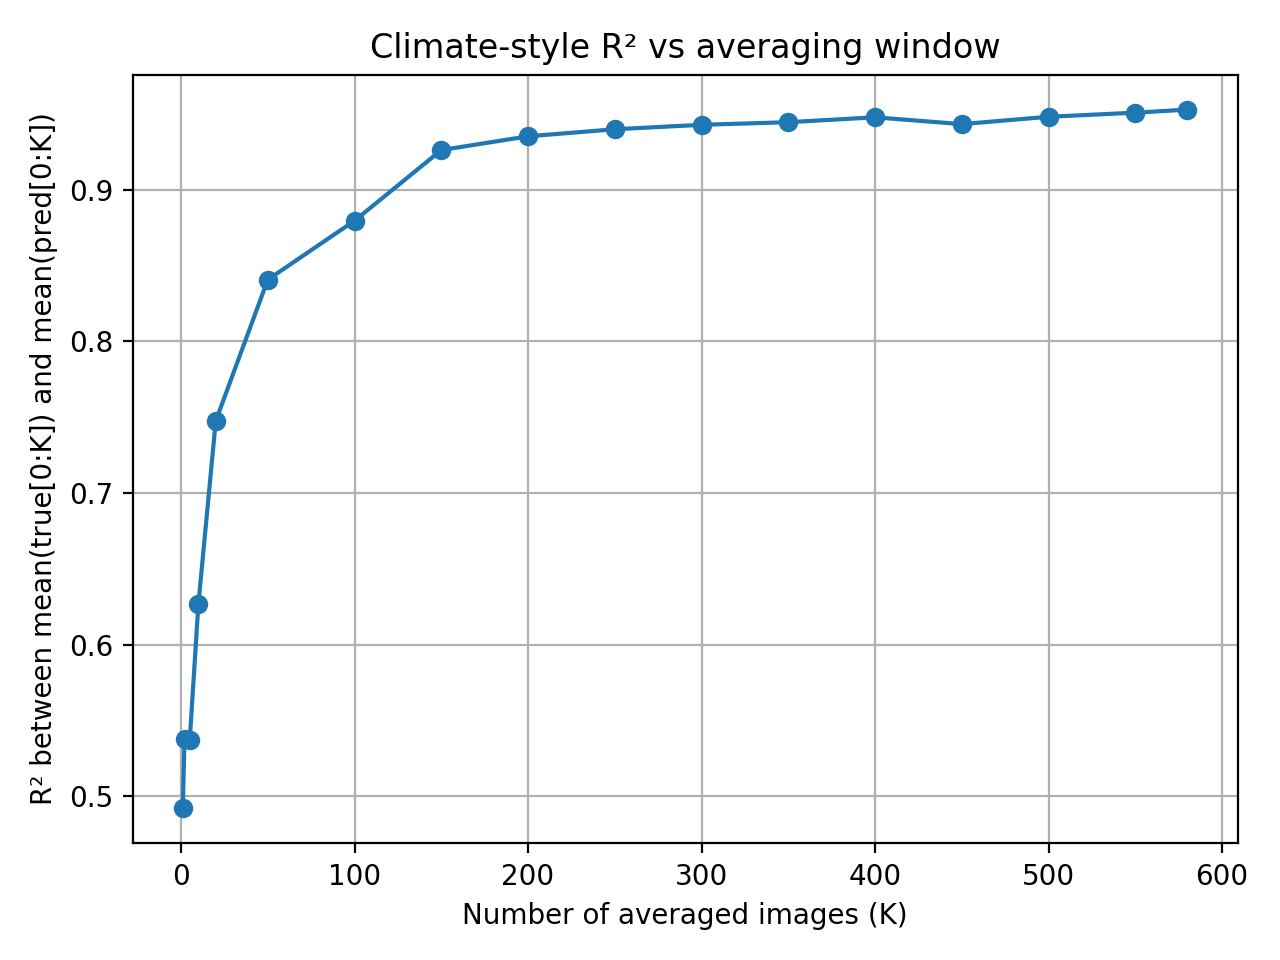 Climate-style R² vs averaging window
R² between mean(true[0:K]) and mean(pred[0:K])
0.9
0.8
0.7
0.6
0.5
0 100 200 300 400 500 600
Number of averaged images (K)